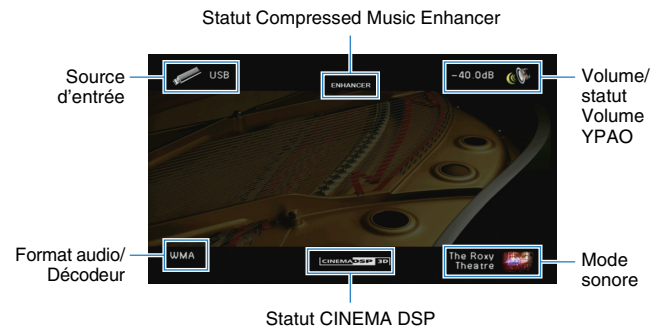 Statut Compressed Music Enhancer
Source
d'entrée
USB
ENHANCER
-40.0dB
Volume/
statut
Volume
YPAO
Format audio/
Décodeur
WMA
CINEMA DSP 3D
The Roxy
Theatre
Mode
sonore
Statut CINEMA DSP